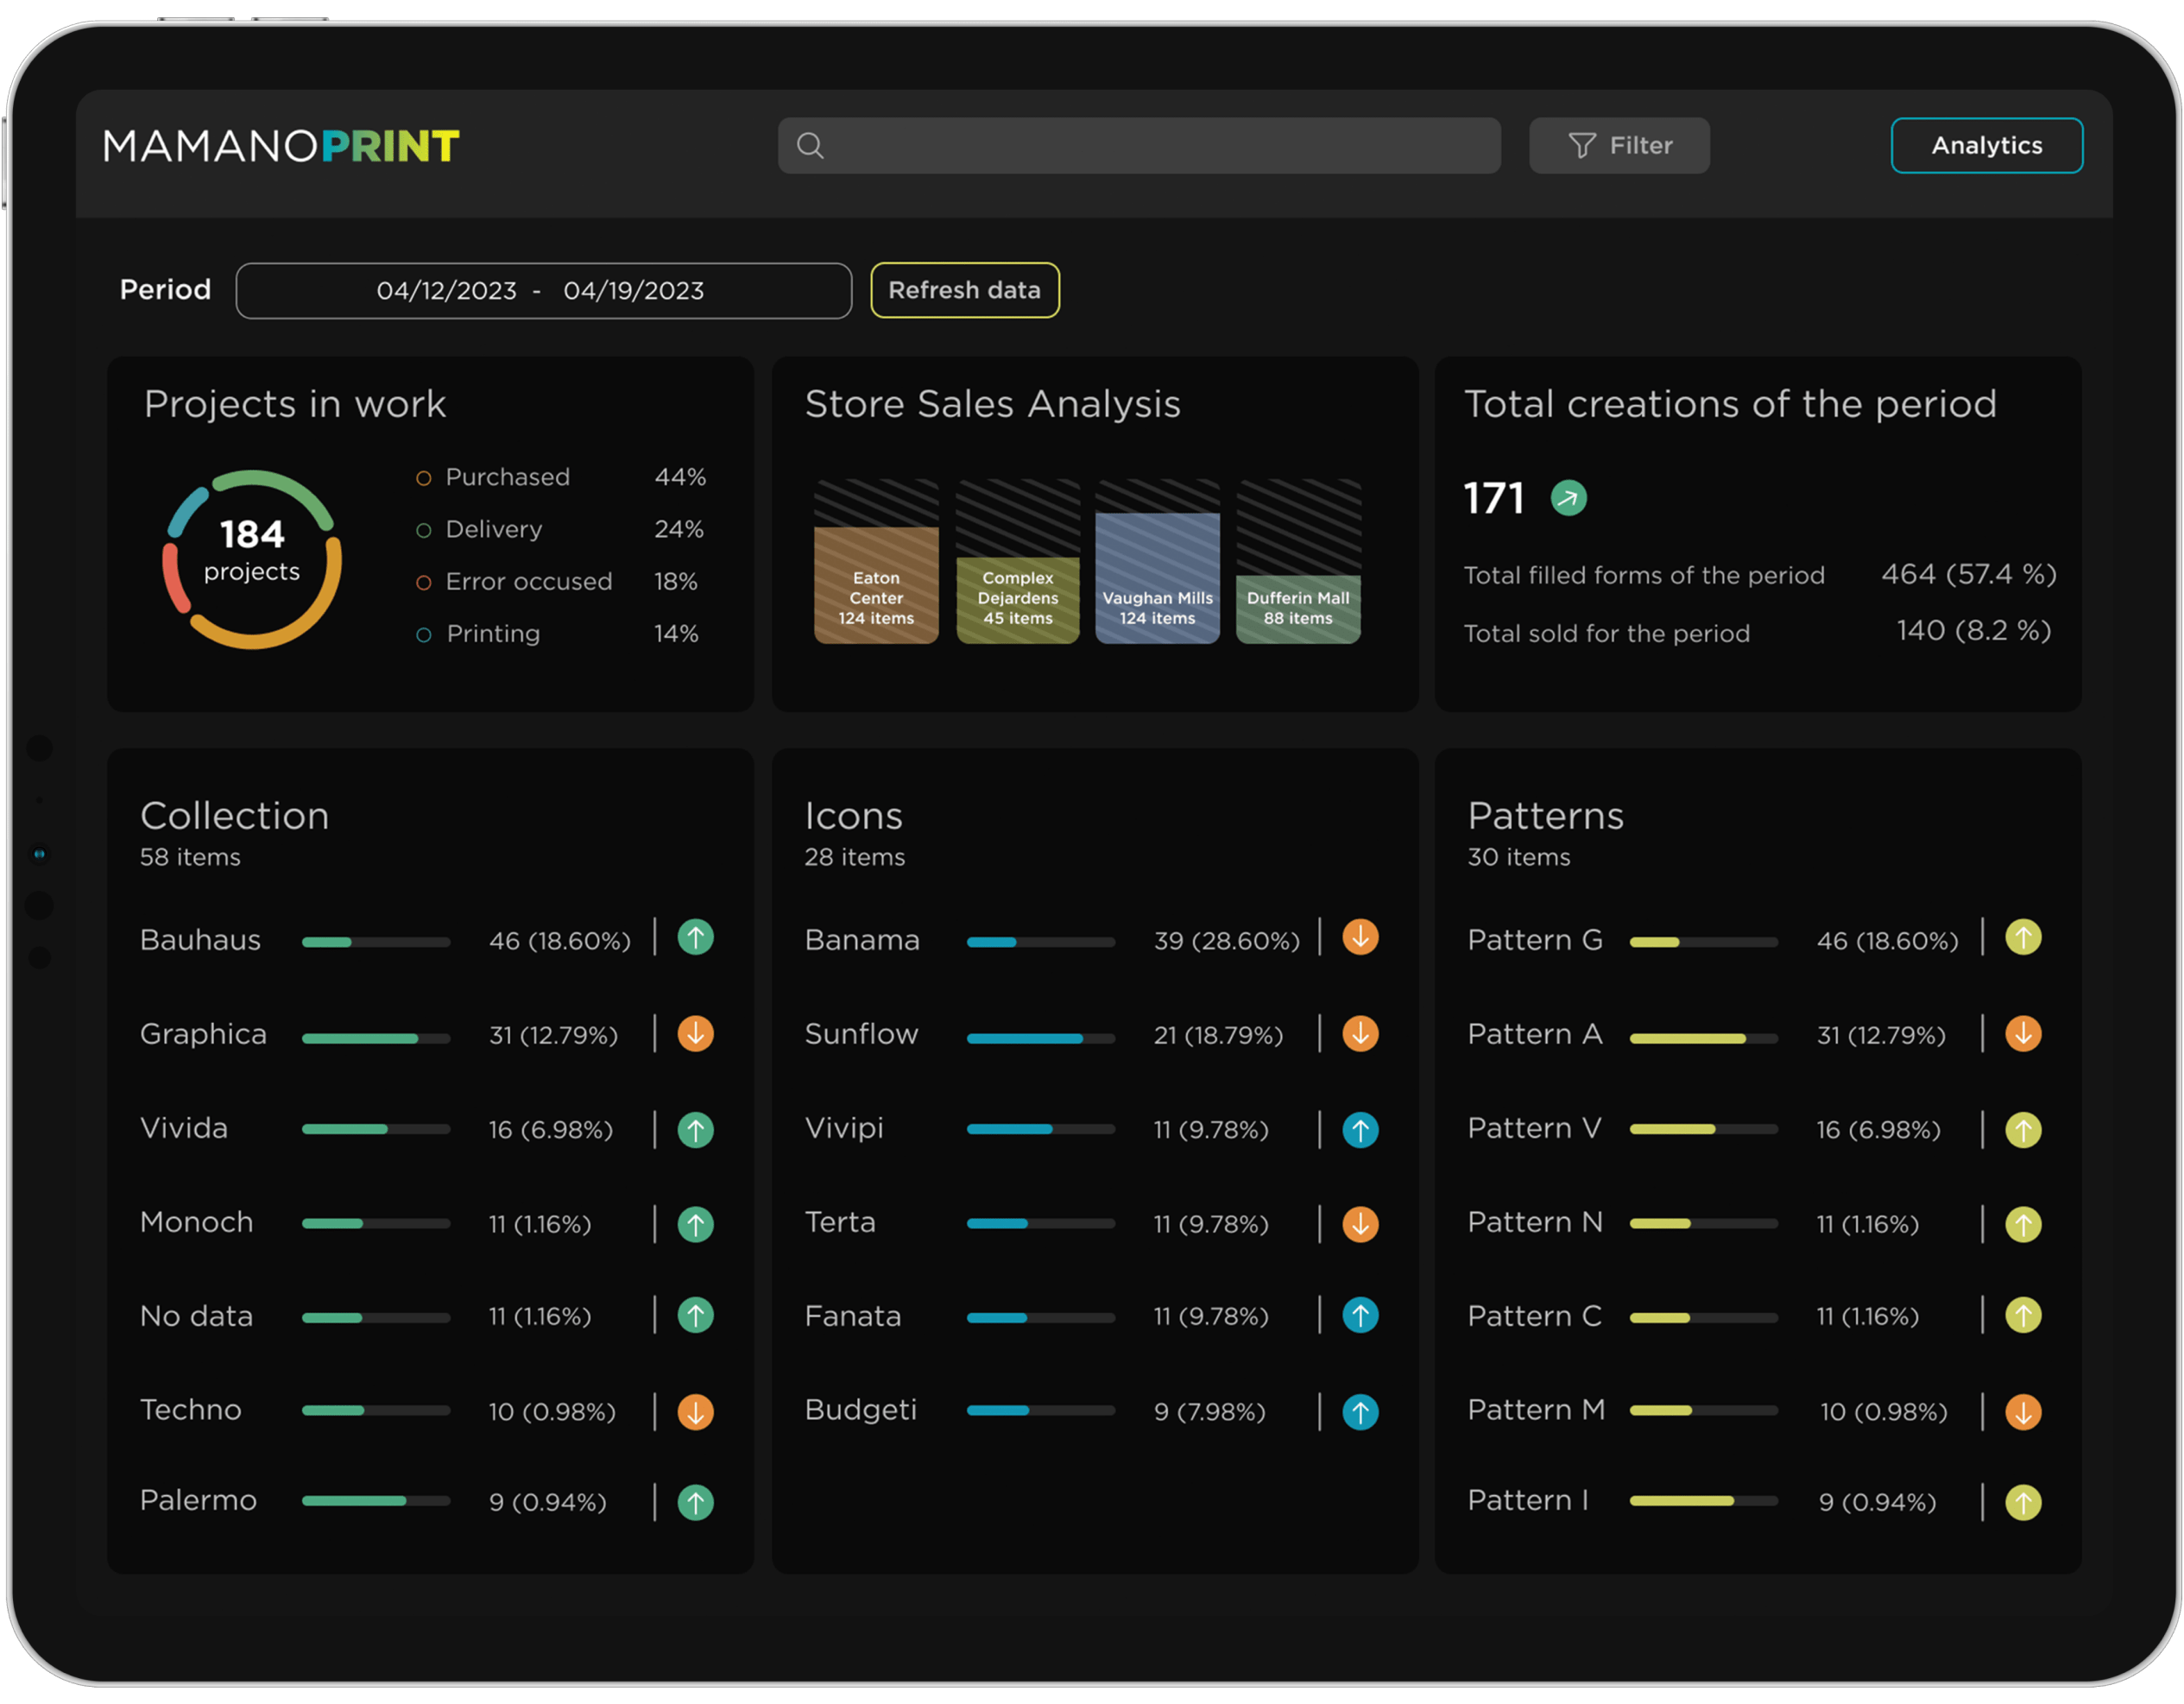 MAMANOPRINT
Filter
Analytics
Period
04/12/2023 - 04/19/2023
Refresh data
Projects in work
184
projects
Purchased 44%
Delivery 24%
Error occused 18%
Printing 14%
Store Sales Analysis
Eaton
Center
124 items
Complex
Dejardens
45 items
Vaughan Mills
124 items
Dufferin Mall
88 items
Total creations of the period
171
Total filled forms of the period 464 (57.4 %)
Total sold for the period 140 (8.2 %)
Collection
58 items
Bauhaus 46 (18.60%)
Graphica 31 (12.79%)
Vivida 16 (6.98%)
Monoch 11 (1.16%)
No data 11 (1.16%)
Techno 10 (0.98%)
Palermo 9 (0.94%)
Icons
28 items
Banama 39 (28.60%)
Sunflow 21 (18.79%)
Vivipi 11 (9.78%)
Terta 11 (9.78%)
Fanata 11 (9.78%)
Budgeti 9 (7.98%)
Patterns
30 items
Pattern G 46 (18.60%)
Pattern A 31 (12.79%)
Pattern V 16 (6.98%)
Pattern N 11 (1.16%)
Pattern C 11 (1.16%)
Pattern M 10 (0.98%)
Pattern I 9 (0.94%)